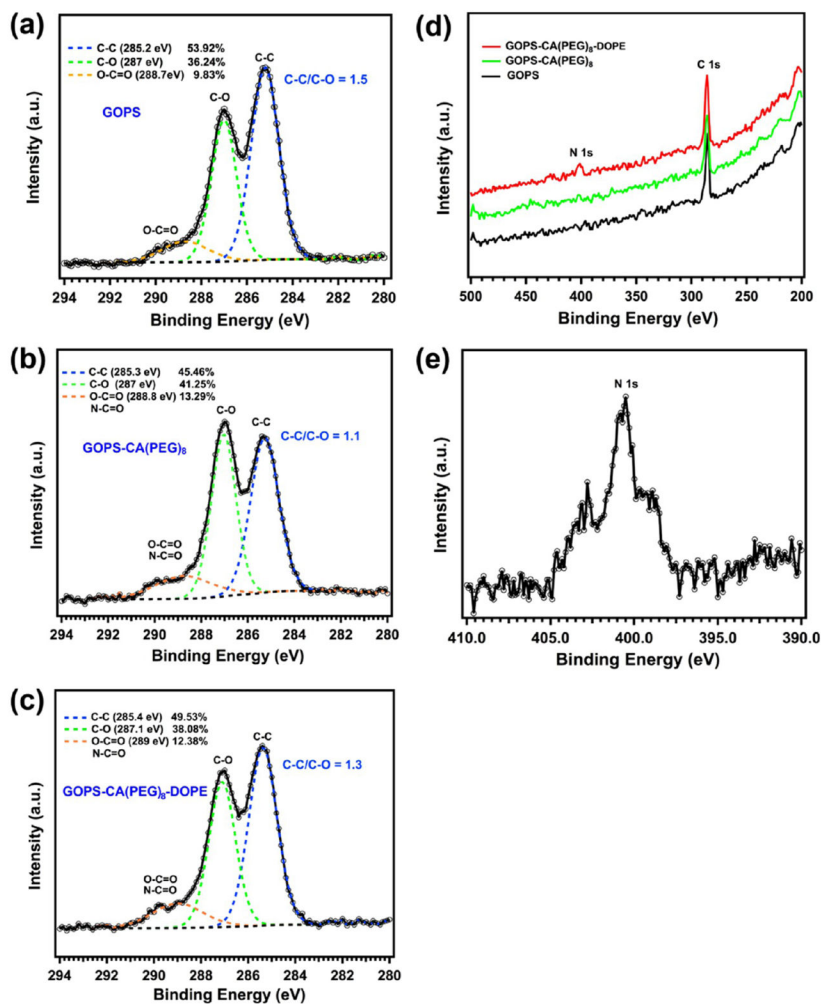 (a)
C-C (285.2 eV) 53.92%
C-O (287 eV) 36.24%
O-C=O (288.7eV) 9.83%
C-C
C-C/C-O = 1.5
C-O
GOPS
O-C=O
Intensity (a.u.)
294 292 290 288 286 284 282 280
Binding Energy (eV)
(b)
C-C (285.3 eV) 45.46%
C-O (287 eV) 41.25%
O-C=O (288.8 eV) 13.29%
N-C=O
C-O
C-C
C-C/C-O = 1.1
GOPS-CA(PEG)₈
O-C=O
N-C=O
Intensity (a.u.)
294 292 290 288 286 284 282 280
Binding Energy (eV)
(c)
C-C (285.4 eV) 49.53%
C-O (287.1 eV) 38.08%
O-C=O (289 eV) 12.38%
N-C=O
C-C
C-O
C-C/C-O = 1.3
GOPS-CA(PEG)₈-DOPE
O-C=O
N-C=O
Intensity (a.u.)
294 292 290 288 286 284 282 280
Binding Energy (eV)
(d)
GOPS-CA(PEG)₈-DOPE
GOPS-CA(PEG)₈
GOPS
C 1s
N 1s
Intensity (a.u.)
500 450 400 350 300 250 200
Binding Energy (eV)
(e)
N 1s
Intensity (a.u.)
410.0 405.0 400.0 395.0 390.0
Binding Energy (eV)